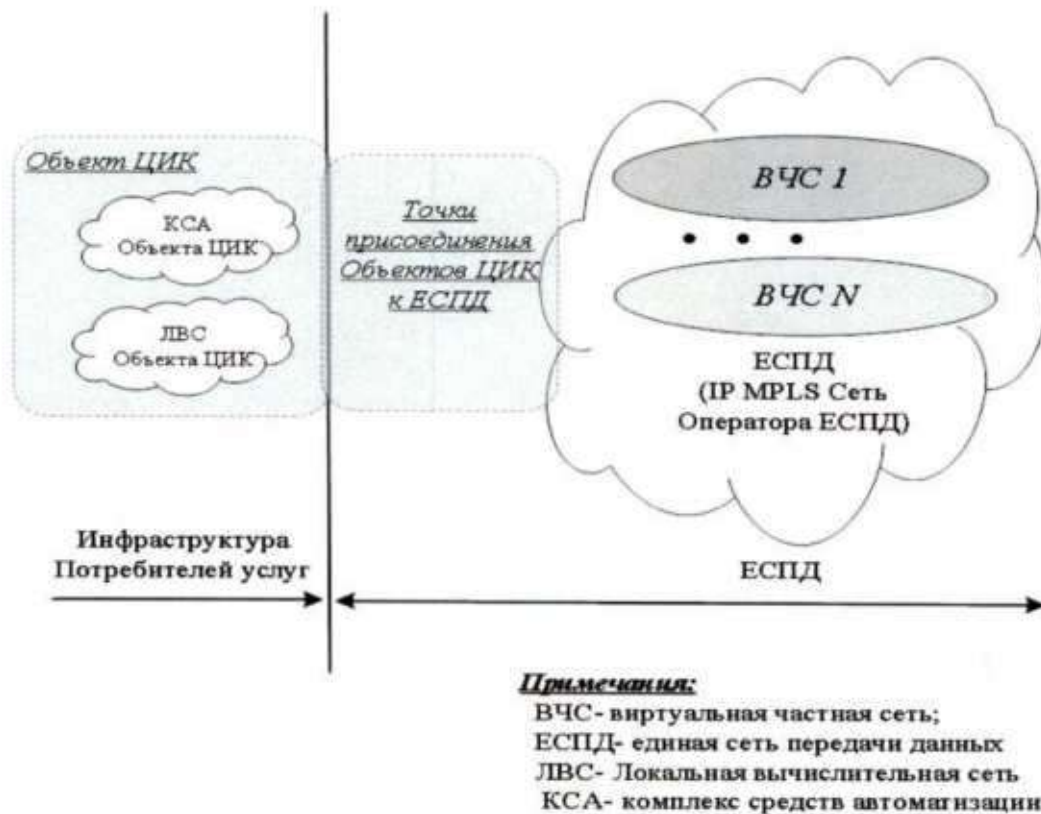 Объект ЦИК
КСА
Объекта ЦИК
ЛВС
Объекта ЦИК
Точки
присоединения
Объектов ЦИК
к ЕСПД
ВЧС 1
ВЧС N
ЕСПД
(IP MPLS Сеть
Оператора ЕСПД)
Инфраструктура
Потребителей услуг
ЕСПД
Примечания:
ВЧС- виртуальная частная сеть;
ЕСПД- единая сеть передачи данных
ЛВС- Локальная вычислительная сеть
КСА- комплекс средств автоматизации